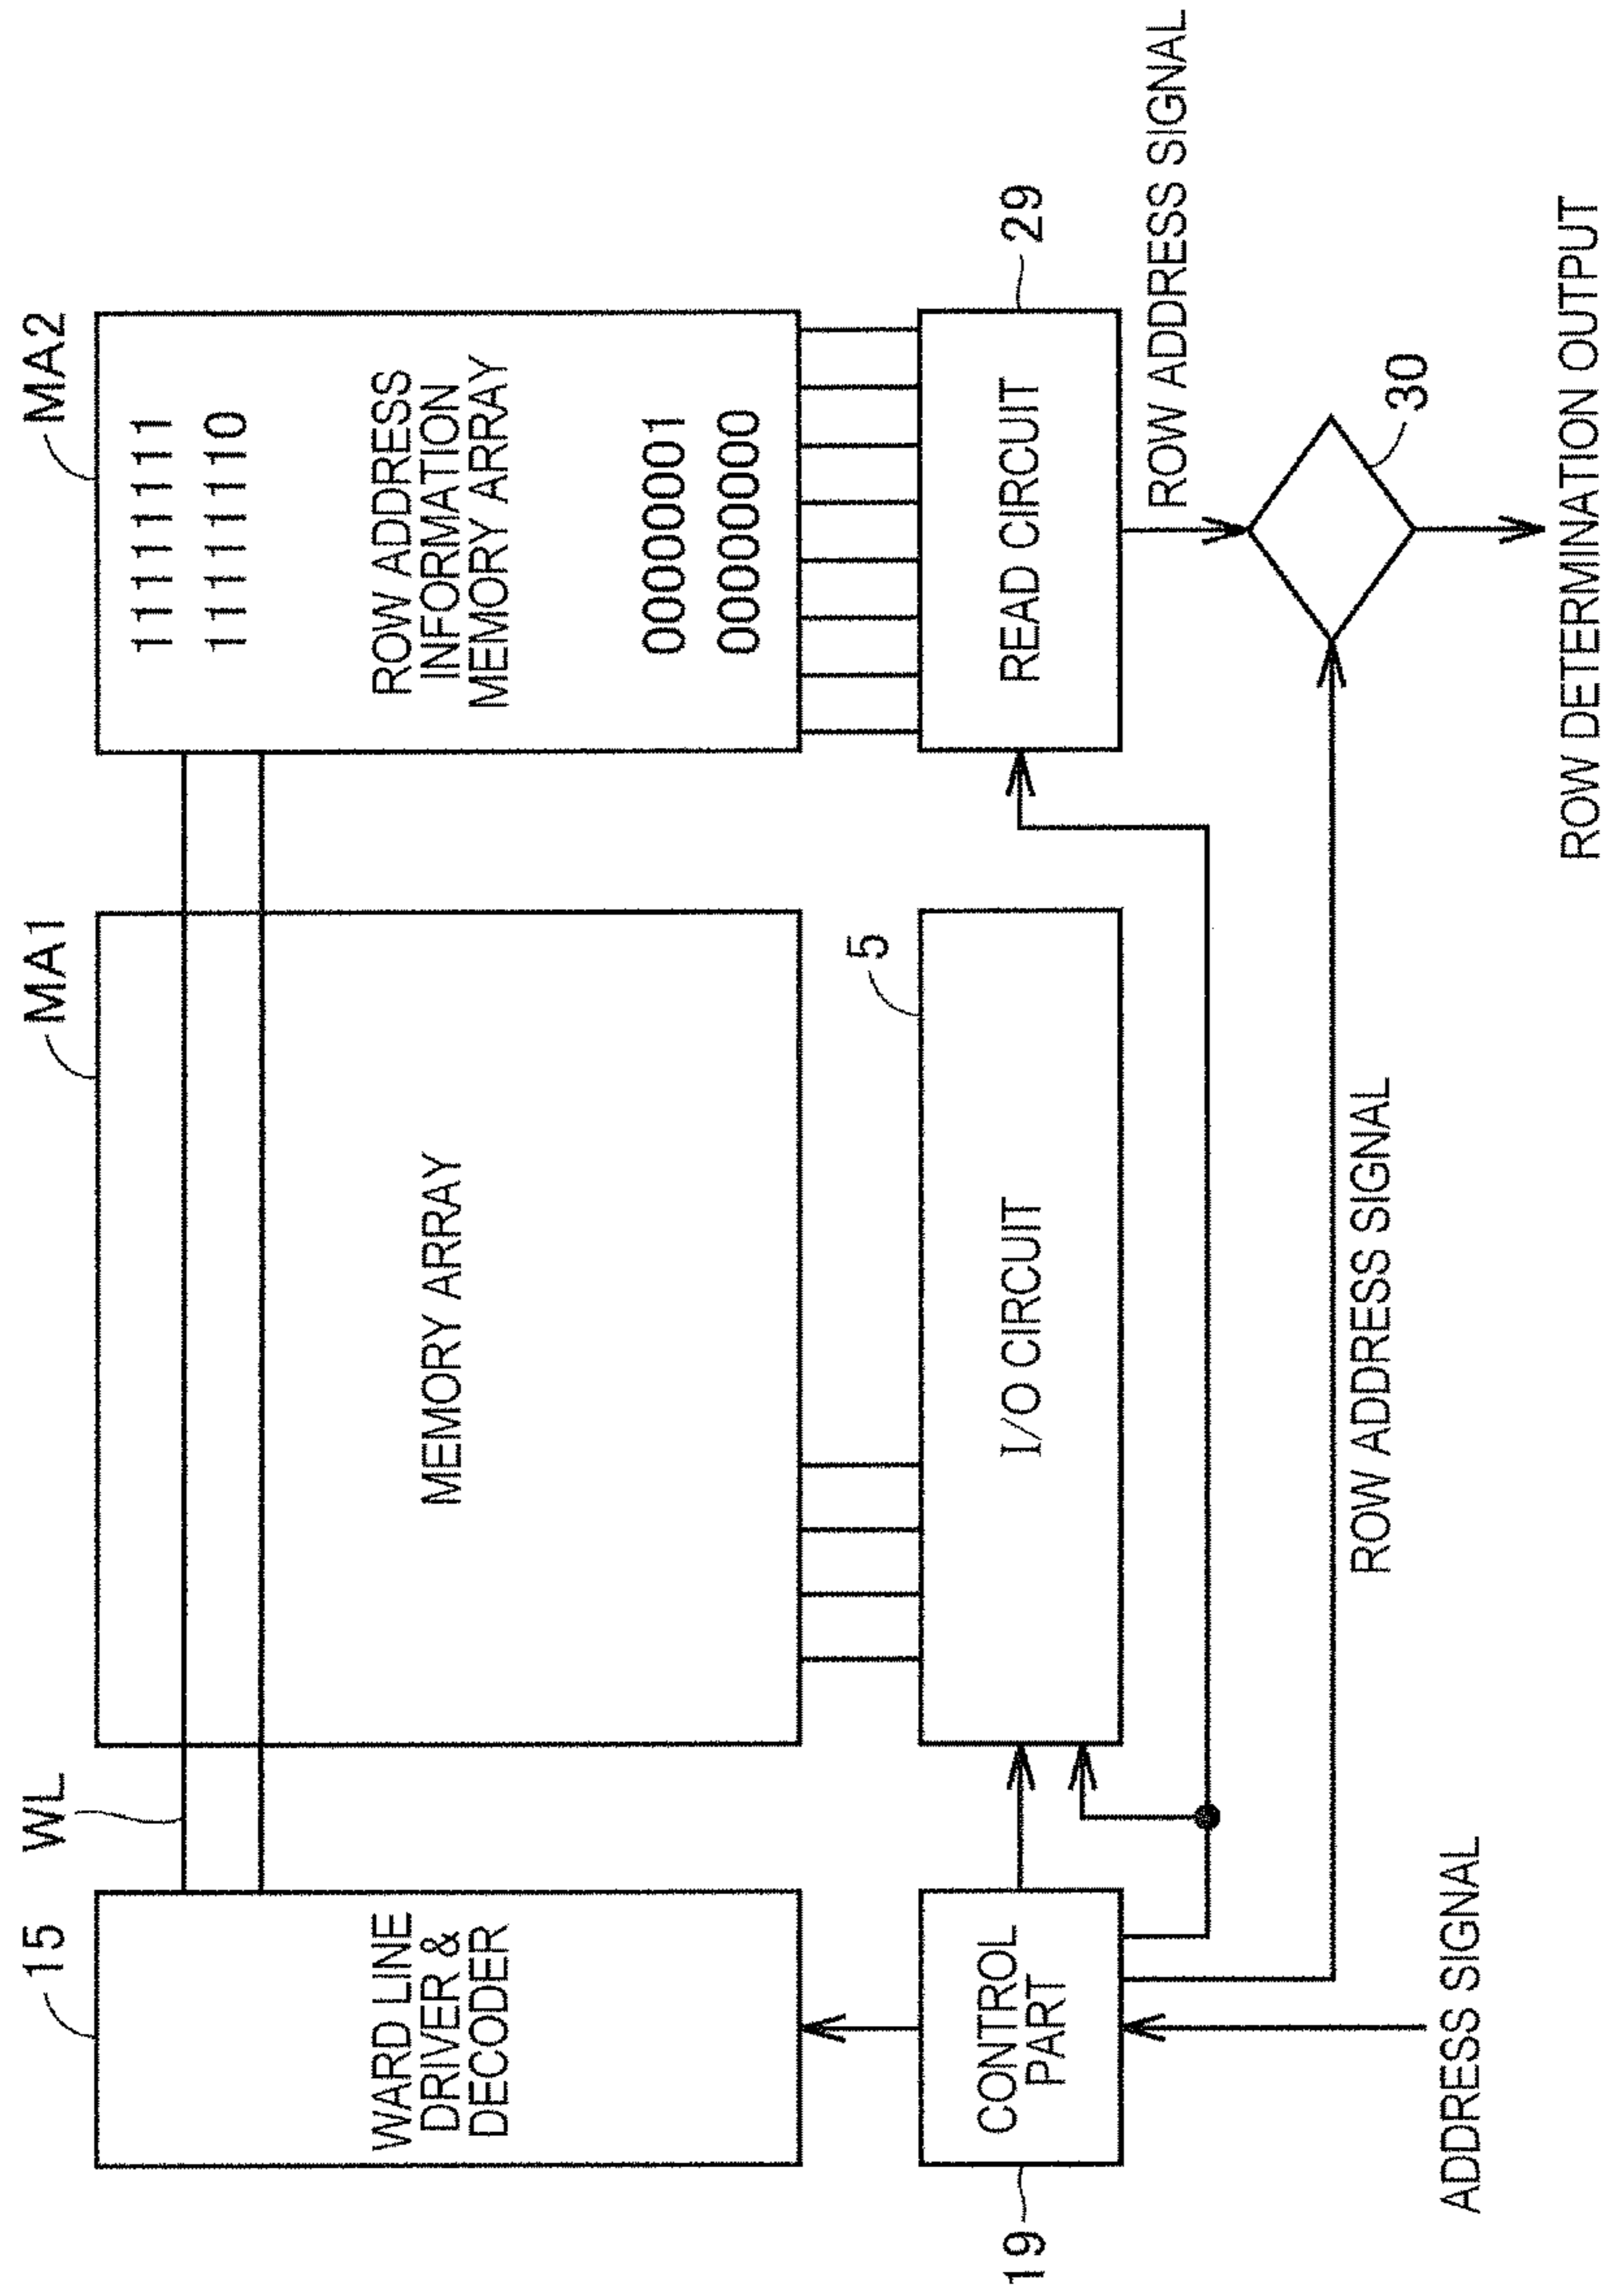 15
WL
MA1
MA2
WARD LINE
DRIVER &
DECODER
MEMORY ARRAY
11111111
11111110
ROW ADDRESS
INFORMATION
MEMORY ARRAY
00000001
00000000
5
19
CONTROL
PART
I/O CIRCUIT
READ CIRCUIT
29
ROW ADDRESS SIGNAL
ROW ADDRESS SIGNAL
30
ADDRESS SIGNAL
ROW DETERMINATION OUTPUT